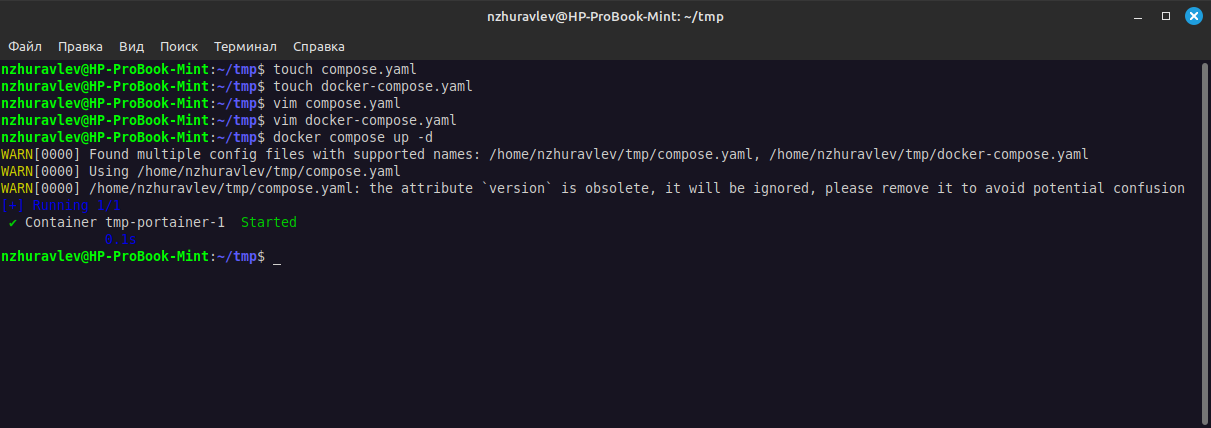 nzhuravlev@HP-ProBook-Mint: ~/tmp
Файл Правка Вид Поиск Терминал Справка
nzhuravlev@HP-ProBook-Mint:~/tmp$ touch compose.yaml
nzhuravlev@HP-ProBook-Mint:~/tmp$ touch docker-compose.yaml
nzhuravlev@HP-ProBook-Mint:~/tmp$ vim compose.yaml
nzhuravlev@HP-ProBook-Mint:~/tmp$ vim docker-compose.yaml
nzhuravlev@HP-ProBook-Mint:~/tmp$ docker compose up -d
WARN[0000] Found multiple config files with supported names: /home/nzhuravlev/tmp/compose.yaml, /home/nzhuravlev/tmp/docker-compose.yaml
WARN[0000] Using /home/nzhuravlev/tmp/compose.yaml
WARN[0000] /home/nzhuravlev/tmp/compose.yaml: the attribute `version` is obsolete, it will be ignored, please remove it to avoid potential confusion
[+] Running 1/1
✔ Container tmp-portainer-1 Started
0.1s
nzhuravlev@HP-ProBook-Mint:~/tmp$ _